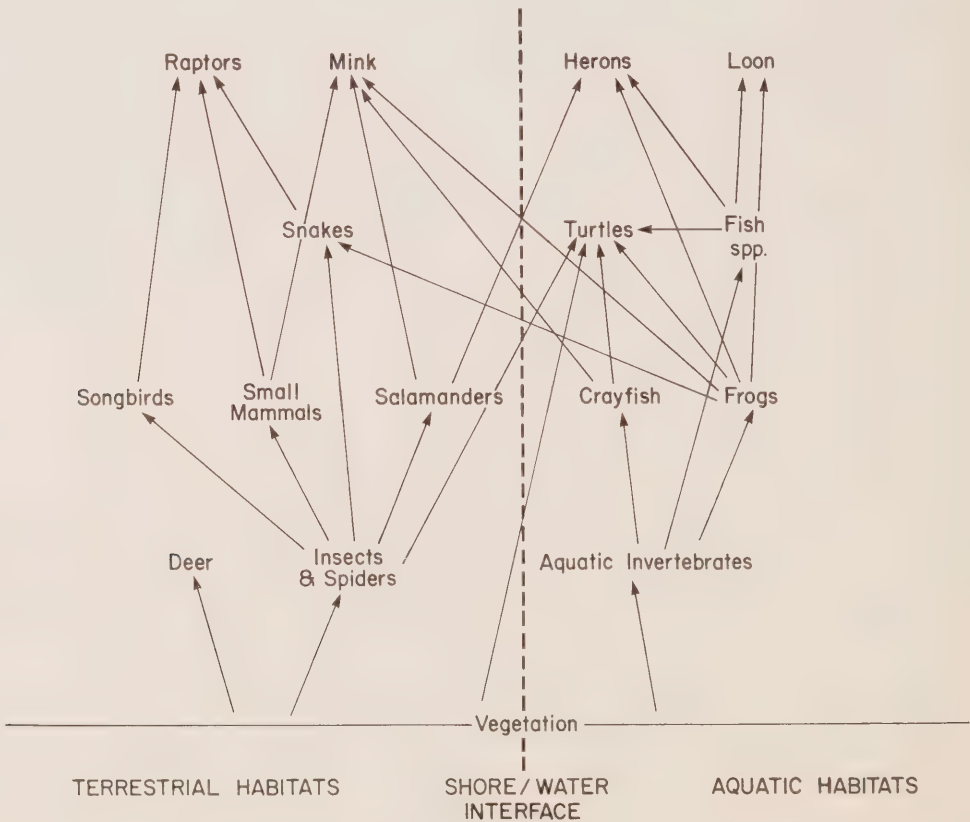 Raptors
Mink
Herons
Loon
Snakes
Turtles
Fish
spp.
Songbirds
Small
Mammals
Salamanders
Crayfish
Frogs
Deer
Insects
& Spiders
Aquatic Invertebrates
Vegetation
TERRESTRIAL HABITATS
SHORE/WATER
INTERFACE
AQUATIC HABITATS